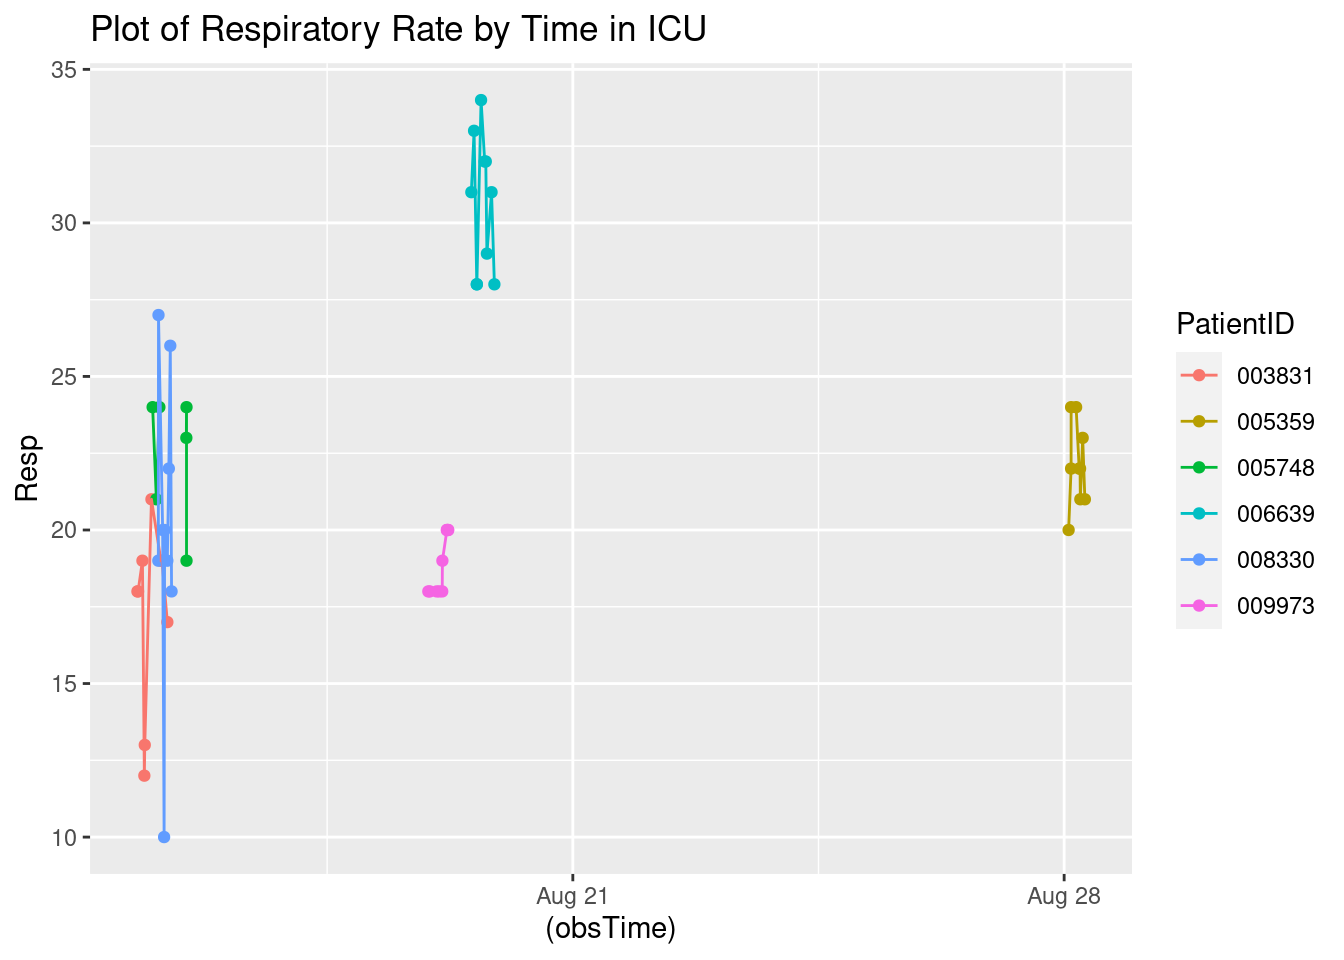 Plot of Respiratory Rate by Time in ICU
35
30
25
20
15
10
Resp
Aug 21
Aug 28
(obsTime)
PatientID
003831
005359
005748
006639
008330
009973